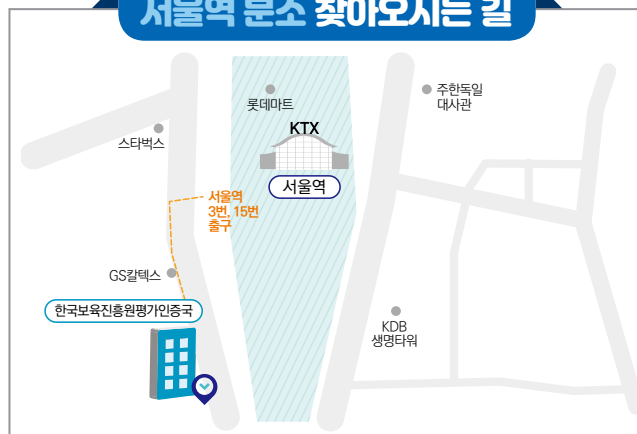 서울역 분소 찾아오시는 길
롯데마트
주한독일
대사관
KTX
스타벅스
서울역
서울역
3번, 15번
출구
GS칼텍스
한국보육진흥원평가인증국
KDB
생명타워